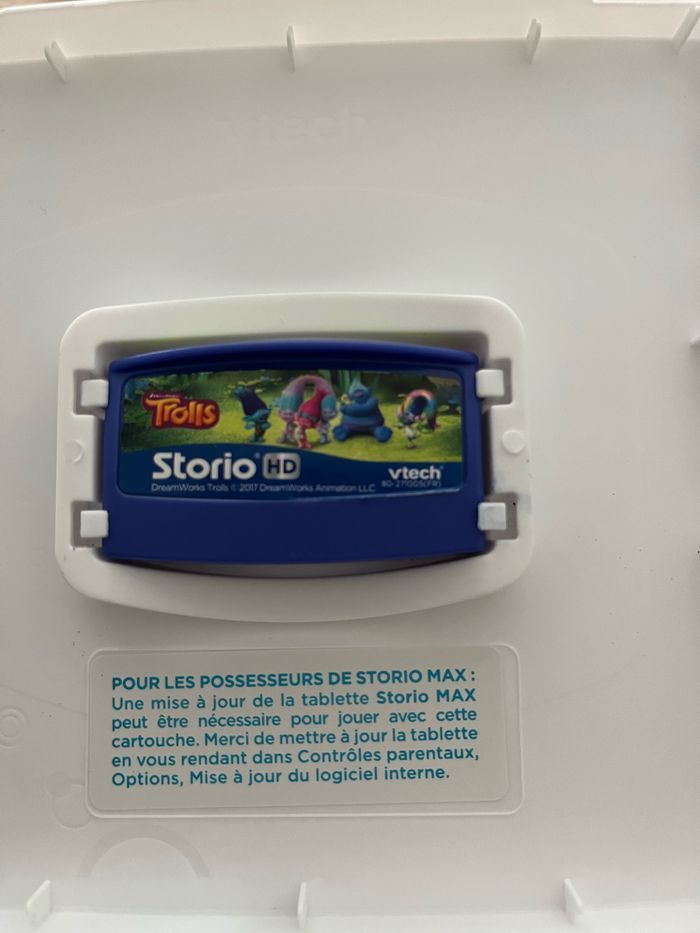 vtech
Trolls
Storio HD
vtech
DreamWorks Trolls © 2017 DreamWorks Animation LLC
POUR LES POSSESSEURS DE STORIO MAX :
Une mise à jour de la tablette Storio MAX
peut être nécessaire pour jouer avec cette
cartouche. Merci de mettre à jour la tablette
en vous rendant dans Contrôles parentaux,
Options, Mise à jour du logiciel interne.